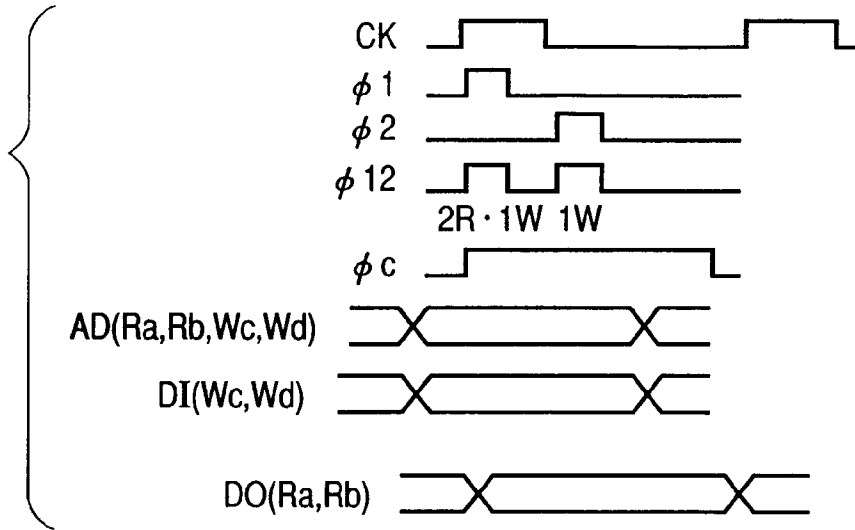 CK
ϕ1
ϕ2
ϕ12
2R・1W 1W
ϕc
AD(Ra,Rb,Wc,Wd)
DI(Wc,Wd)
DO(Ra,Rb)